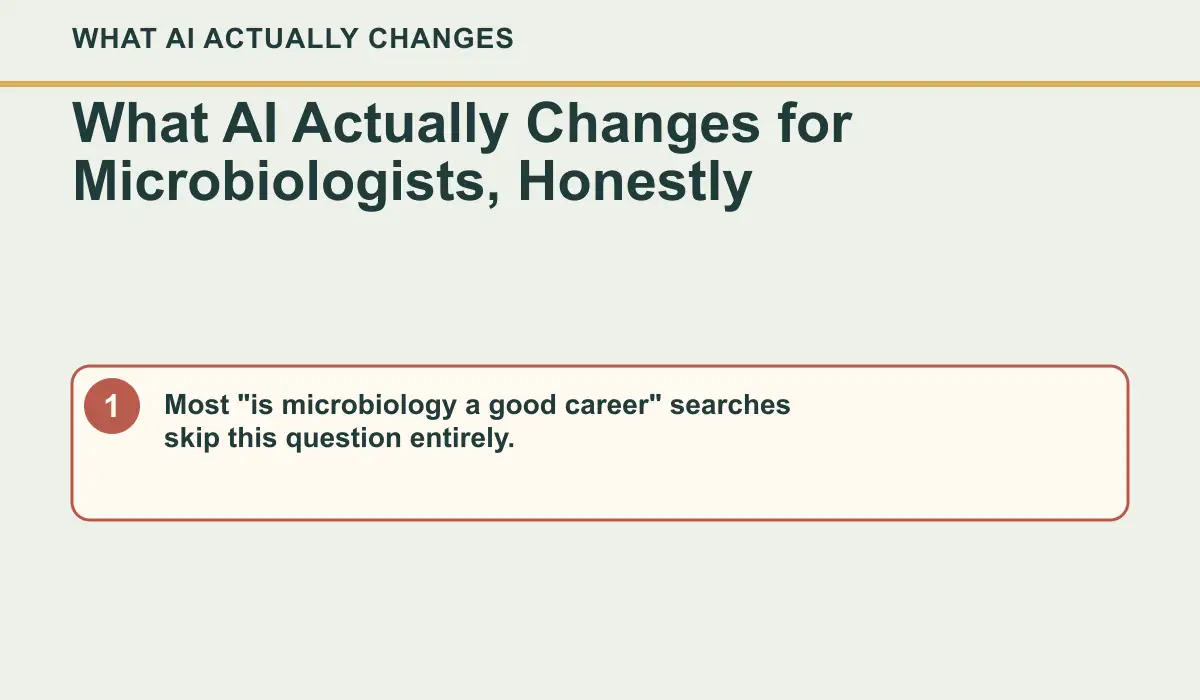 WHAT AI ACTUALLY CHANGES
What AI Actually Changes for
Microbiologists, Honestly
1
Most "is microbiology a good career" searches
skip this question entirely.